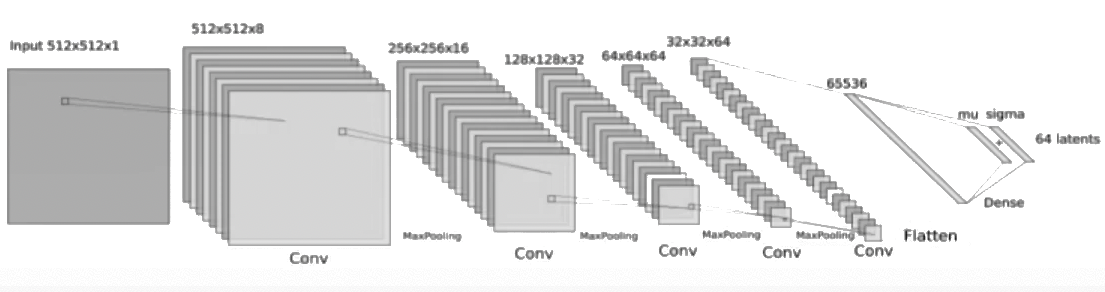 Input 512x512x1
512x512x8
256x256x16
128x128x32
64x64x64
32x32x64
65536
mu sigma
64 latents
Dense
MaxPooling
MaxPooling
MaxPooling
MaxPooling
Flatten
Conv
Conv
Conv
Conv
Conv